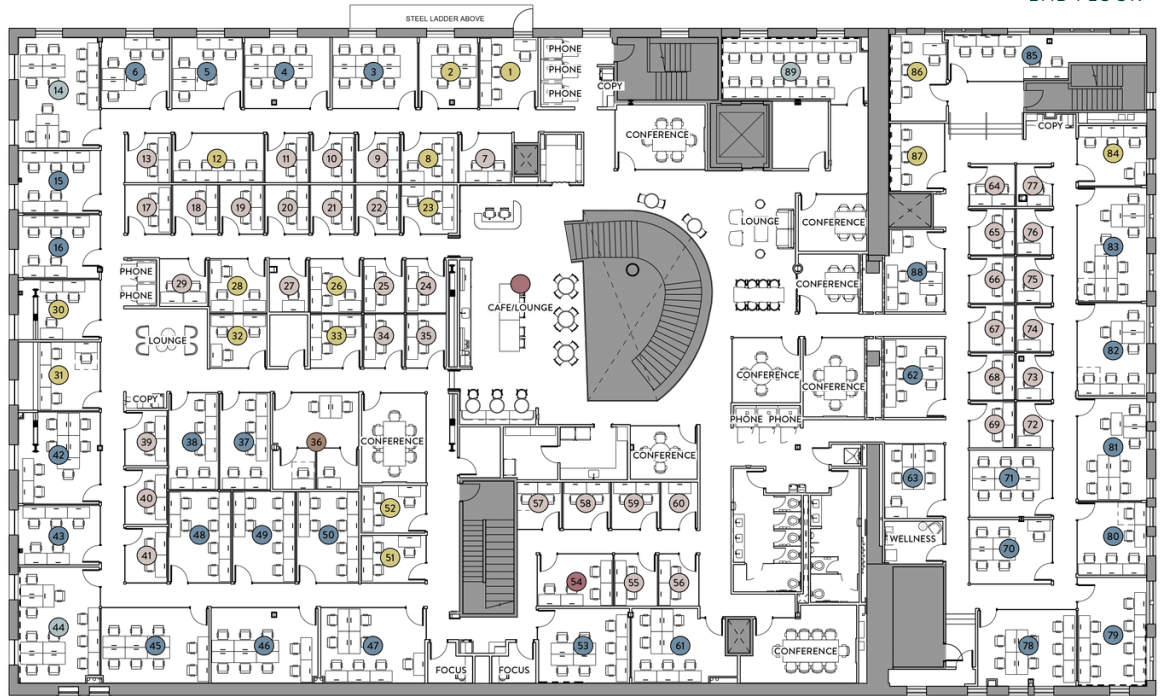 STEEL LADDER ABOVE
PHONE
6 5 4 3 2 1
PHONE
89
85
86
14
PHONE
COPY
COPY
CONFERENCE
13 12 11 10 9 8 7
87
84
15
64 77
17 18 19 20 21 22 23
LOUNGE
CONFERENCE
65 76
16
83
PHONE
PHONE
29 28 27 26 25 24
CAFE/LOUNGE
CONFERENCE
88
66 75
30
32 33 34 35
LOUNGE
67 74
82
31
CONFERENCE
CONFERENCE
62
68 73
COPY
PHONE PHONE
69 72
39 38 37 36
CONFERENCE
CONFERENCE
42
81
40
63 71
52
57 58 59 60
43
48 49 50
WELLNESS
80
41
51
70
54 55 56
44
45 46 47
53 61
CONFERENCE
78 79
FOCUS FOCUS